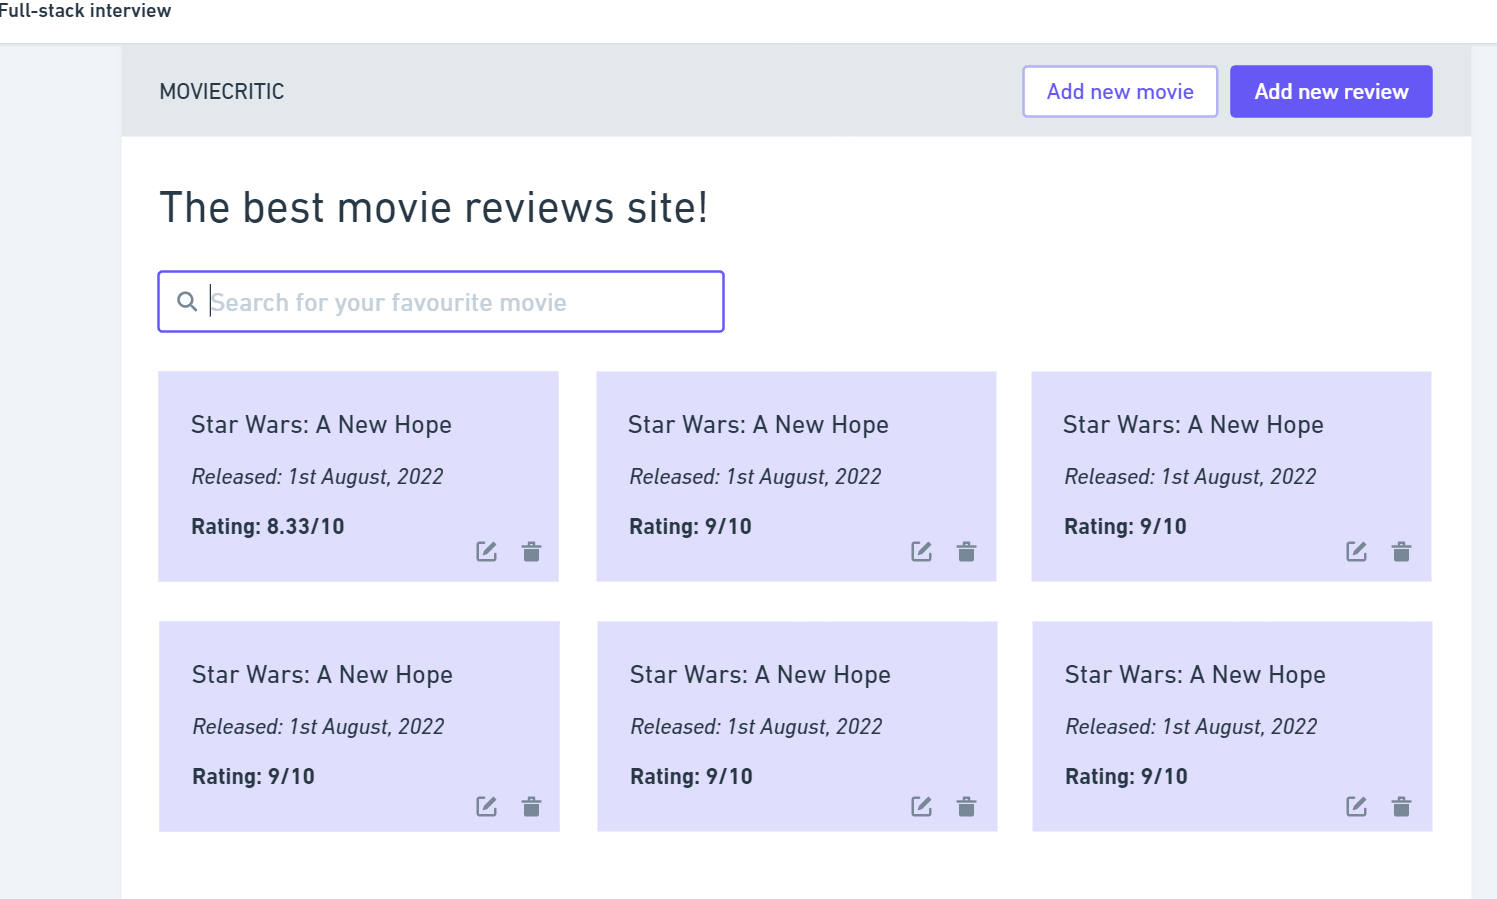 Full-stack interview
MOVIECRITIC
Add new movie
Add new review
The best movie reviews site!
Search for your favourite movie
Star Wars: A New Hope
Released: 1st August, 2022
Rating: 8.33/10
Star Wars: A New Hope
Released: 1st August, 2022
Rating: 9/10
Star Wars: A New Hope
Released: 1st August, 2022
Rating: 9/10
Star Wars: A New Hope
Released: 1st August, 2022
Rating: 9/10
Star Wars: A New Hope
Released: 1st August, 2022
Rating: 9/10
Star Wars: A New Hope
Released: 1st August, 2022
Rating: 9/10